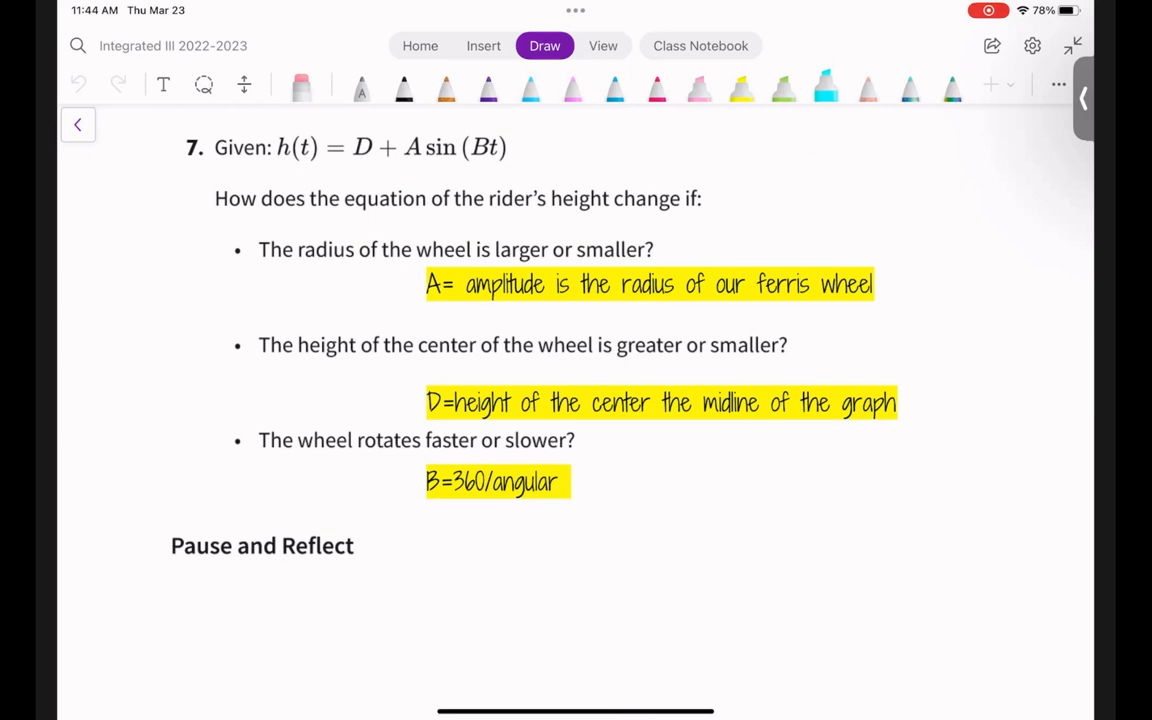 11:44 AM Thu Mar 23
78%
Integrated III 2022-2023
Home Insert Draw View Class Notebook
T
A
7. Given: h(t) = D + A sin (Bt)
How does the equation of the rider's height change if:
• The radius of the wheel is larger or smaller?
A= amplitude is the radius of our ferris wheel
• The height of the center of the wheel is greater or smaller?
D=height of the center the midline of the graph
• The wheel rotates faster or slower?
B=360/angular
Pause and Reflect